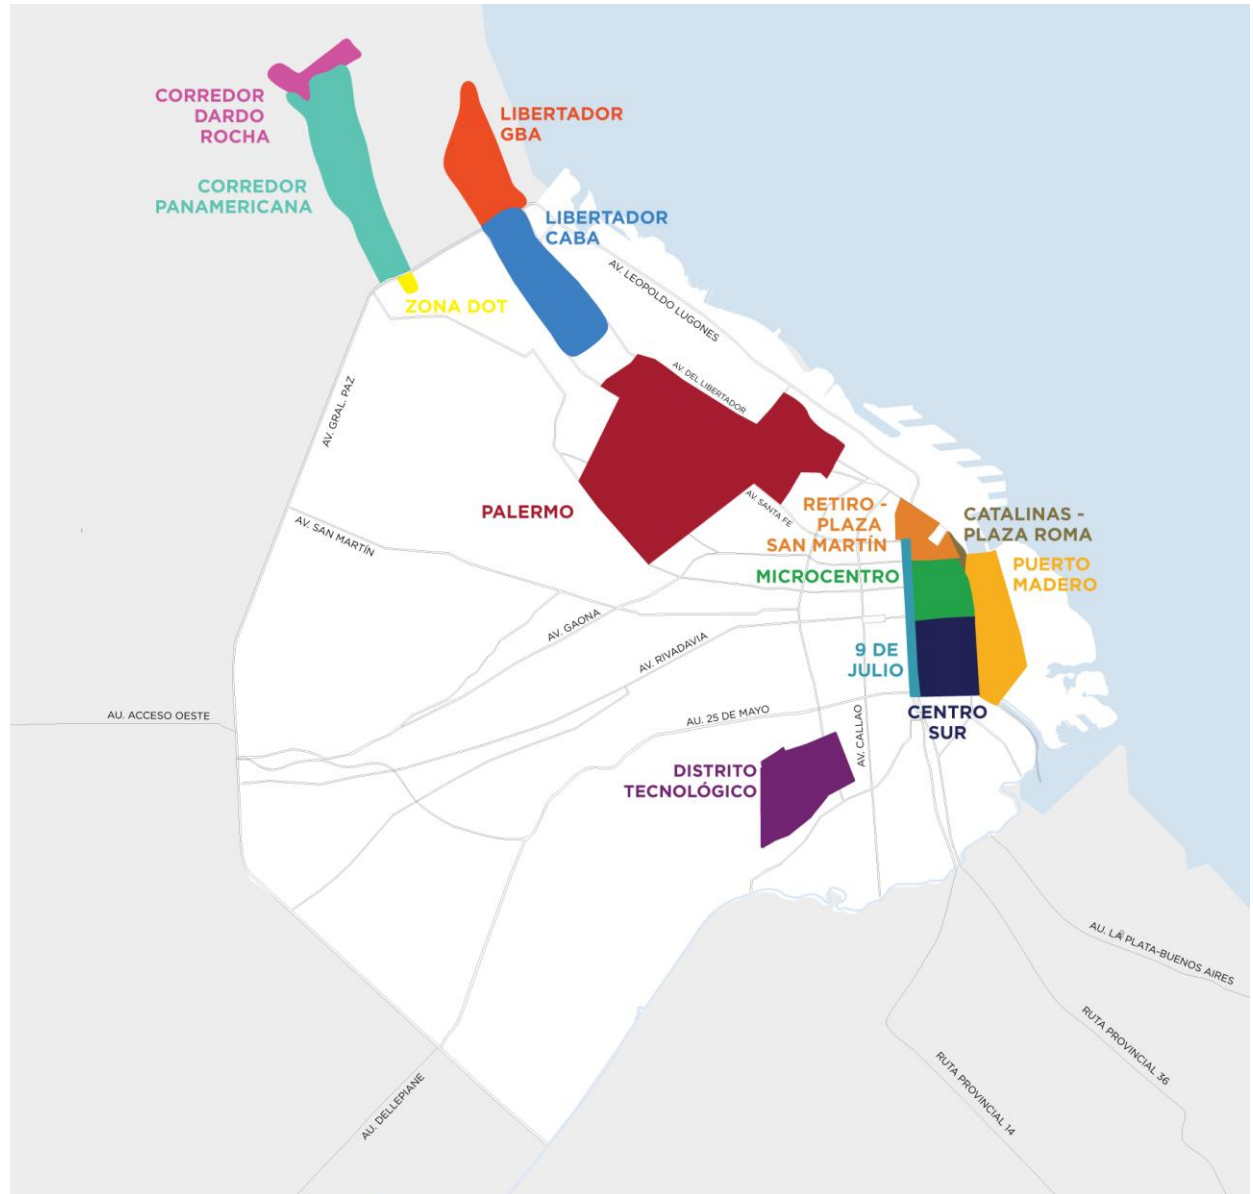 CORREDOR
DARDO
ROCHA
LIBERTADOR
GBA
CORREDOR
PANAMERICANA
LIBERTADOR
CABA
AV. LEOPOLDO LUGONES
ZONA DOT
AV. GRAL. PAZ
AV. DEL LIBERTADOR
PALERMO
AV. SANTA FE
RETIRO -
PLAZA
SAN MARTÍN
CATALINAS -
PLAZA ROMA
AV. SAN MARTÍN
MICROCENTRO
PUERTO
MADERO
AV. GAONA
AV. RIVADAVIA
9 DE
JULIO
AU. ACCESO OESTE
AU. 25 DE MAYO
AV. CALLAO
CENTRO
SUR
DISTRITO
TECNOLÓGICO
AU. LA PLATA-BUENOS AIRES
RUTA PROVINCIAL 36
RUTA PROVINCIAL 14
AU. DELLEPIANE